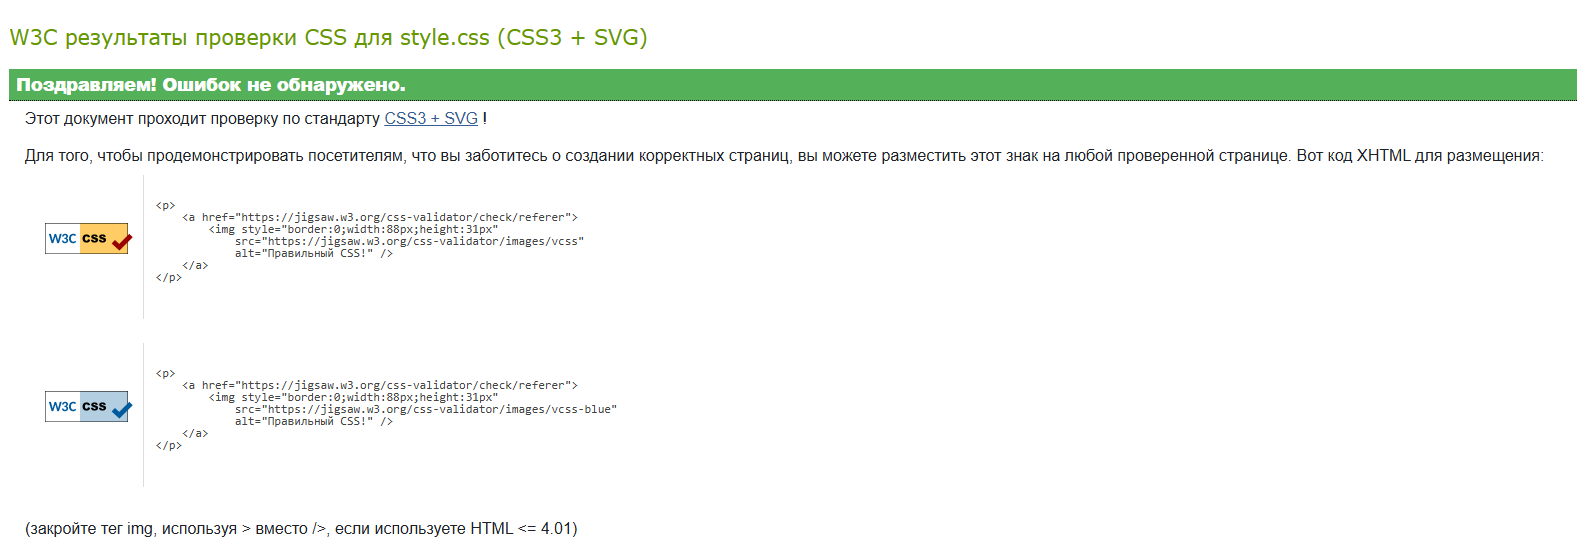 W3C результаты проверки CSS для style.css (CSS3 + SVG)
Поздравляем! Ошибок не обнаружено.
Этот документ проходит проверку по стандарту CSS3 + SVG !
Для того, чтобы продемонстрировать посетителям, что вы заботитесь о создании корректных страниц, вы можете разместить этот знак на любой проверенной странице. Вот код XHTML для размещения:
W3C css
<p>
    <a href="https://jigsaw.w3.org/css-validator/check/referer">
        <img style="border:0;width:88px;height:31px"
            src="https://jigsaw.w3.org/css-validator/images/vcss"
            alt="Правильный CSS!" />
    </a>
</p>
W3C css
<p>
    <a href="https://jigsaw.w3.org/css-validator/check/referer">
        <img style="border:0;width:88px;height:31px"
            src="https://jigsaw.w3.org/css-validator/images/vcss-blue"
            alt="Правильный CSS!" />
    </a>
</p>
(закройте тег img, используя > вместо />, если используете HTML <= 4.01)